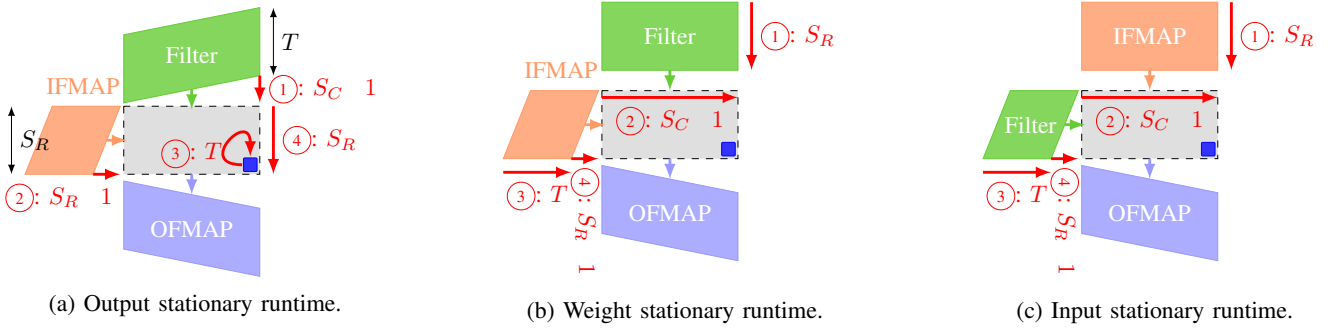 Filter
T
IFMAP
①: S_C 1
S_R
③: T
④: S_R
②: S_R 1
OFMAP
(a) Output stationary runtime.
Filter
①: S_R
IFMAP
②: S_C 1
③: T
④: S_R 1
OFMAP
(b) Weight stationary runtime.
IFMAP
①: S_R
Filter
②: S_C 1
③: T
④: S_R 1
OFMAP
(c) Input stationary runtime.